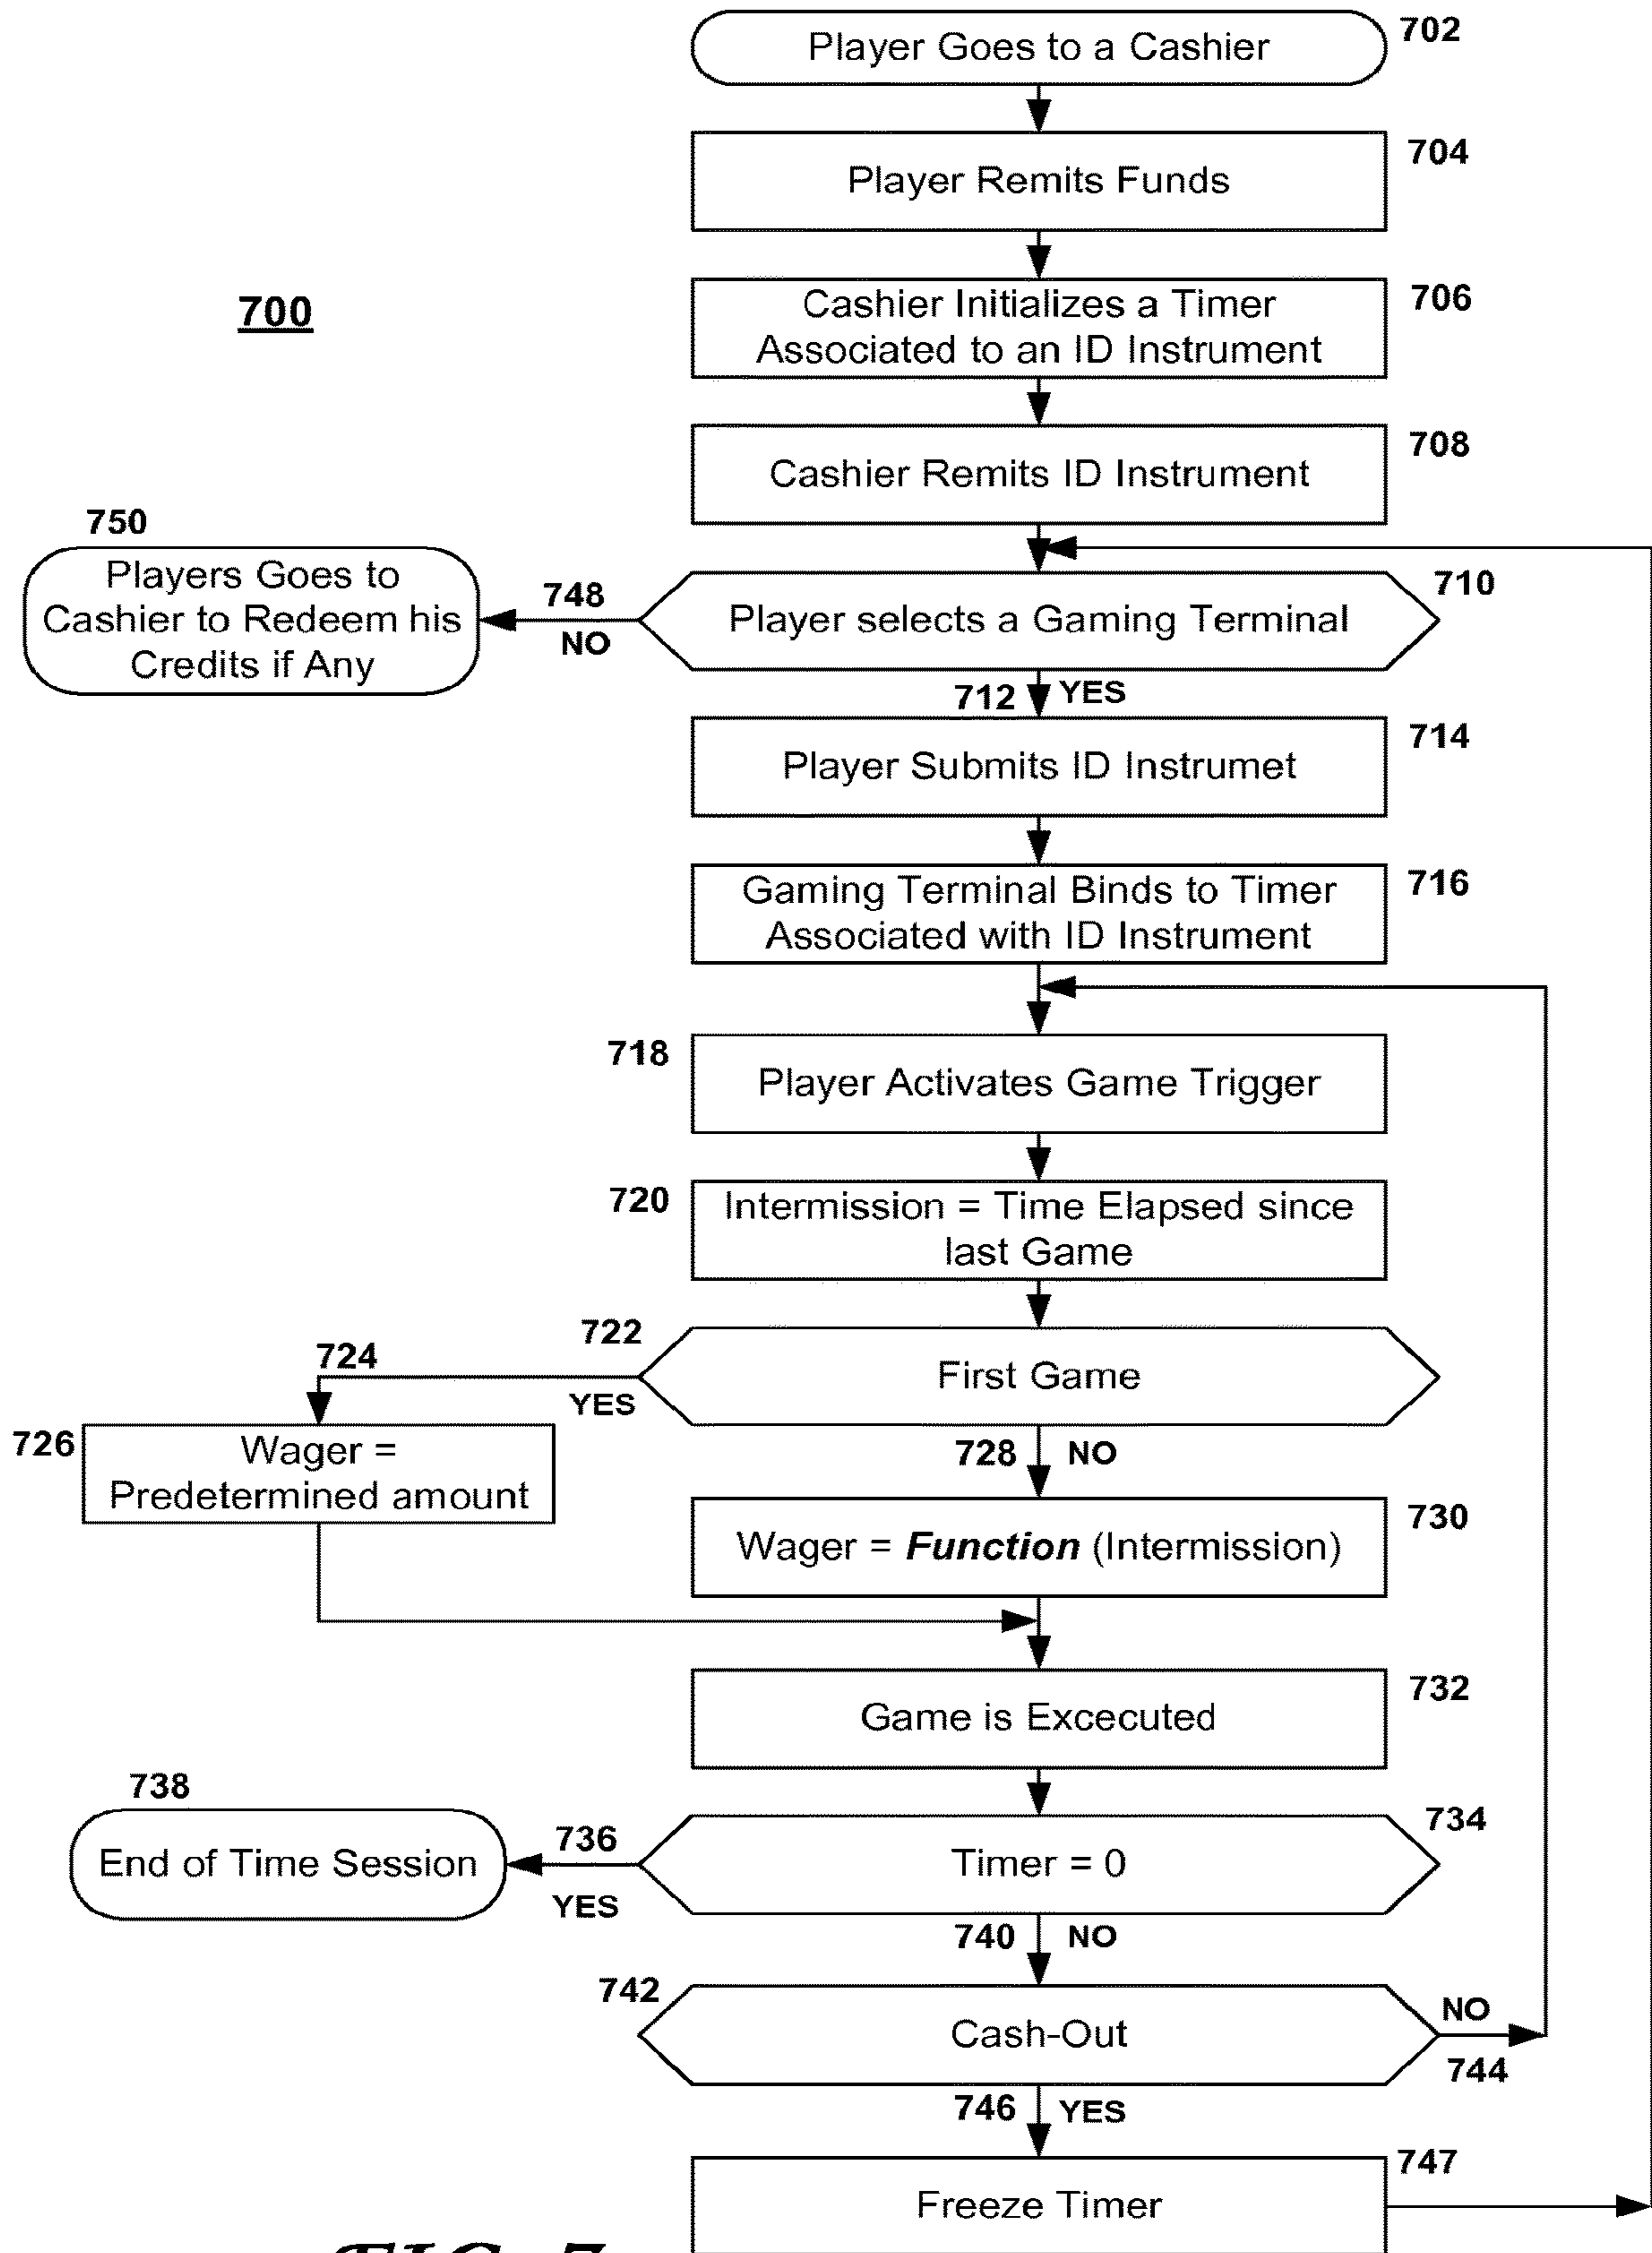 Player Goes to a Cashier
702
Player Remits Funds
704
700
Cashier Initializes a Timer
Associated to an ID Instrument
706
Cashier Remits ID Instrument
708
750
Players Goes to
Cashier to Redeem his
Credits if Any
748
NO
Player selects a Gaming Terminal
710
712
YES
Player Submits ID Instrumet
714
Gaming Terminal Binds to Timer
Associated with ID Instrument
716
718
Player Activates Game Trigger
720
Intermission = Time Elapsed since
last Game
722
First Game
724
YES
726
Wager =
Predetermined amount
728
NO
Wager = Function (Intermission)
730
Game is Excecuted
732
738
End of Time Session
736
YES
Timer = 0
734
740
NO
742
Cash-Out
NO
744
746
YES
Freeze Timer
747
FIG. 7